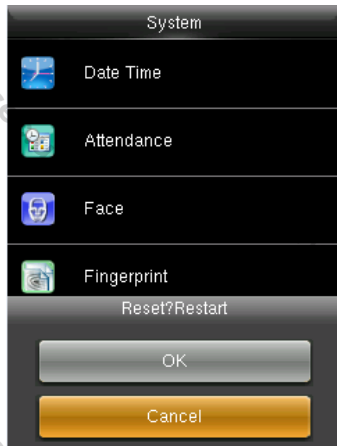 System
Date Time
Attendance
Face
Fingerprint
Reset?Restart
OK
Cancel